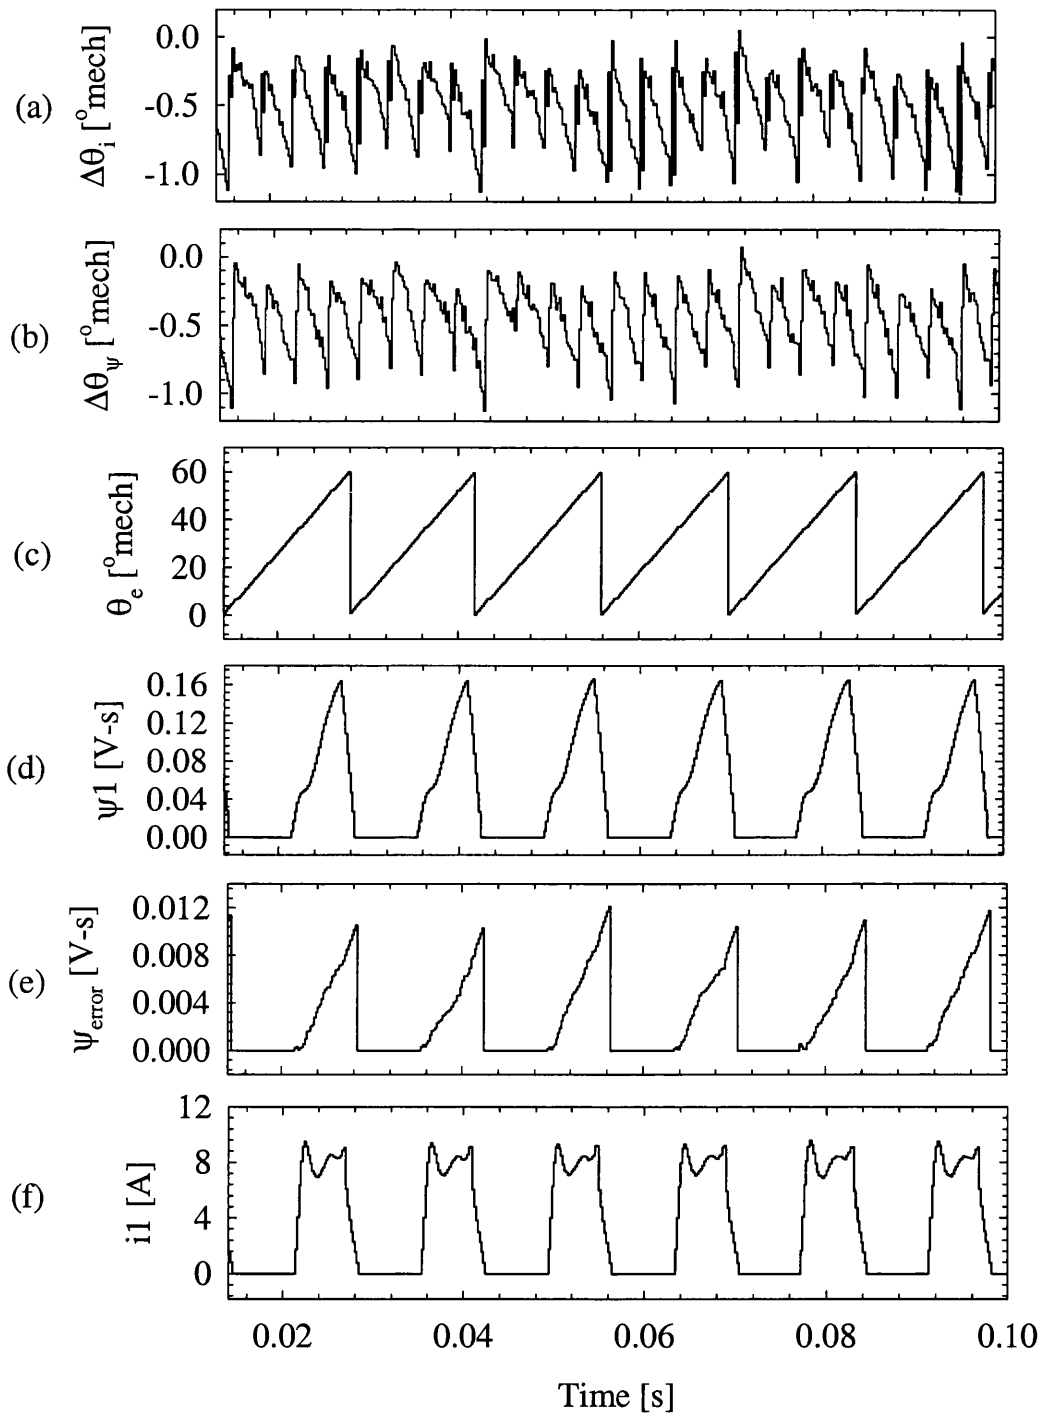 (a)
Δθi [°mech]
0.0
-0.5
-1.0
(b)
Δθψ [°mech]
0.0
-0.5
-1.0
(c)
θe [°mech]
60
40
20
0
(d)
ψ1 [V-s]
0.16
0.12
0.08
0.04
0.00
(e)
ψerror [V-s]
0.012
0.008
0.004
0.000
(f)
i1 [A]
12
8
4
0
0.02 0.04 0.06 0.08 0.10
Time [s]